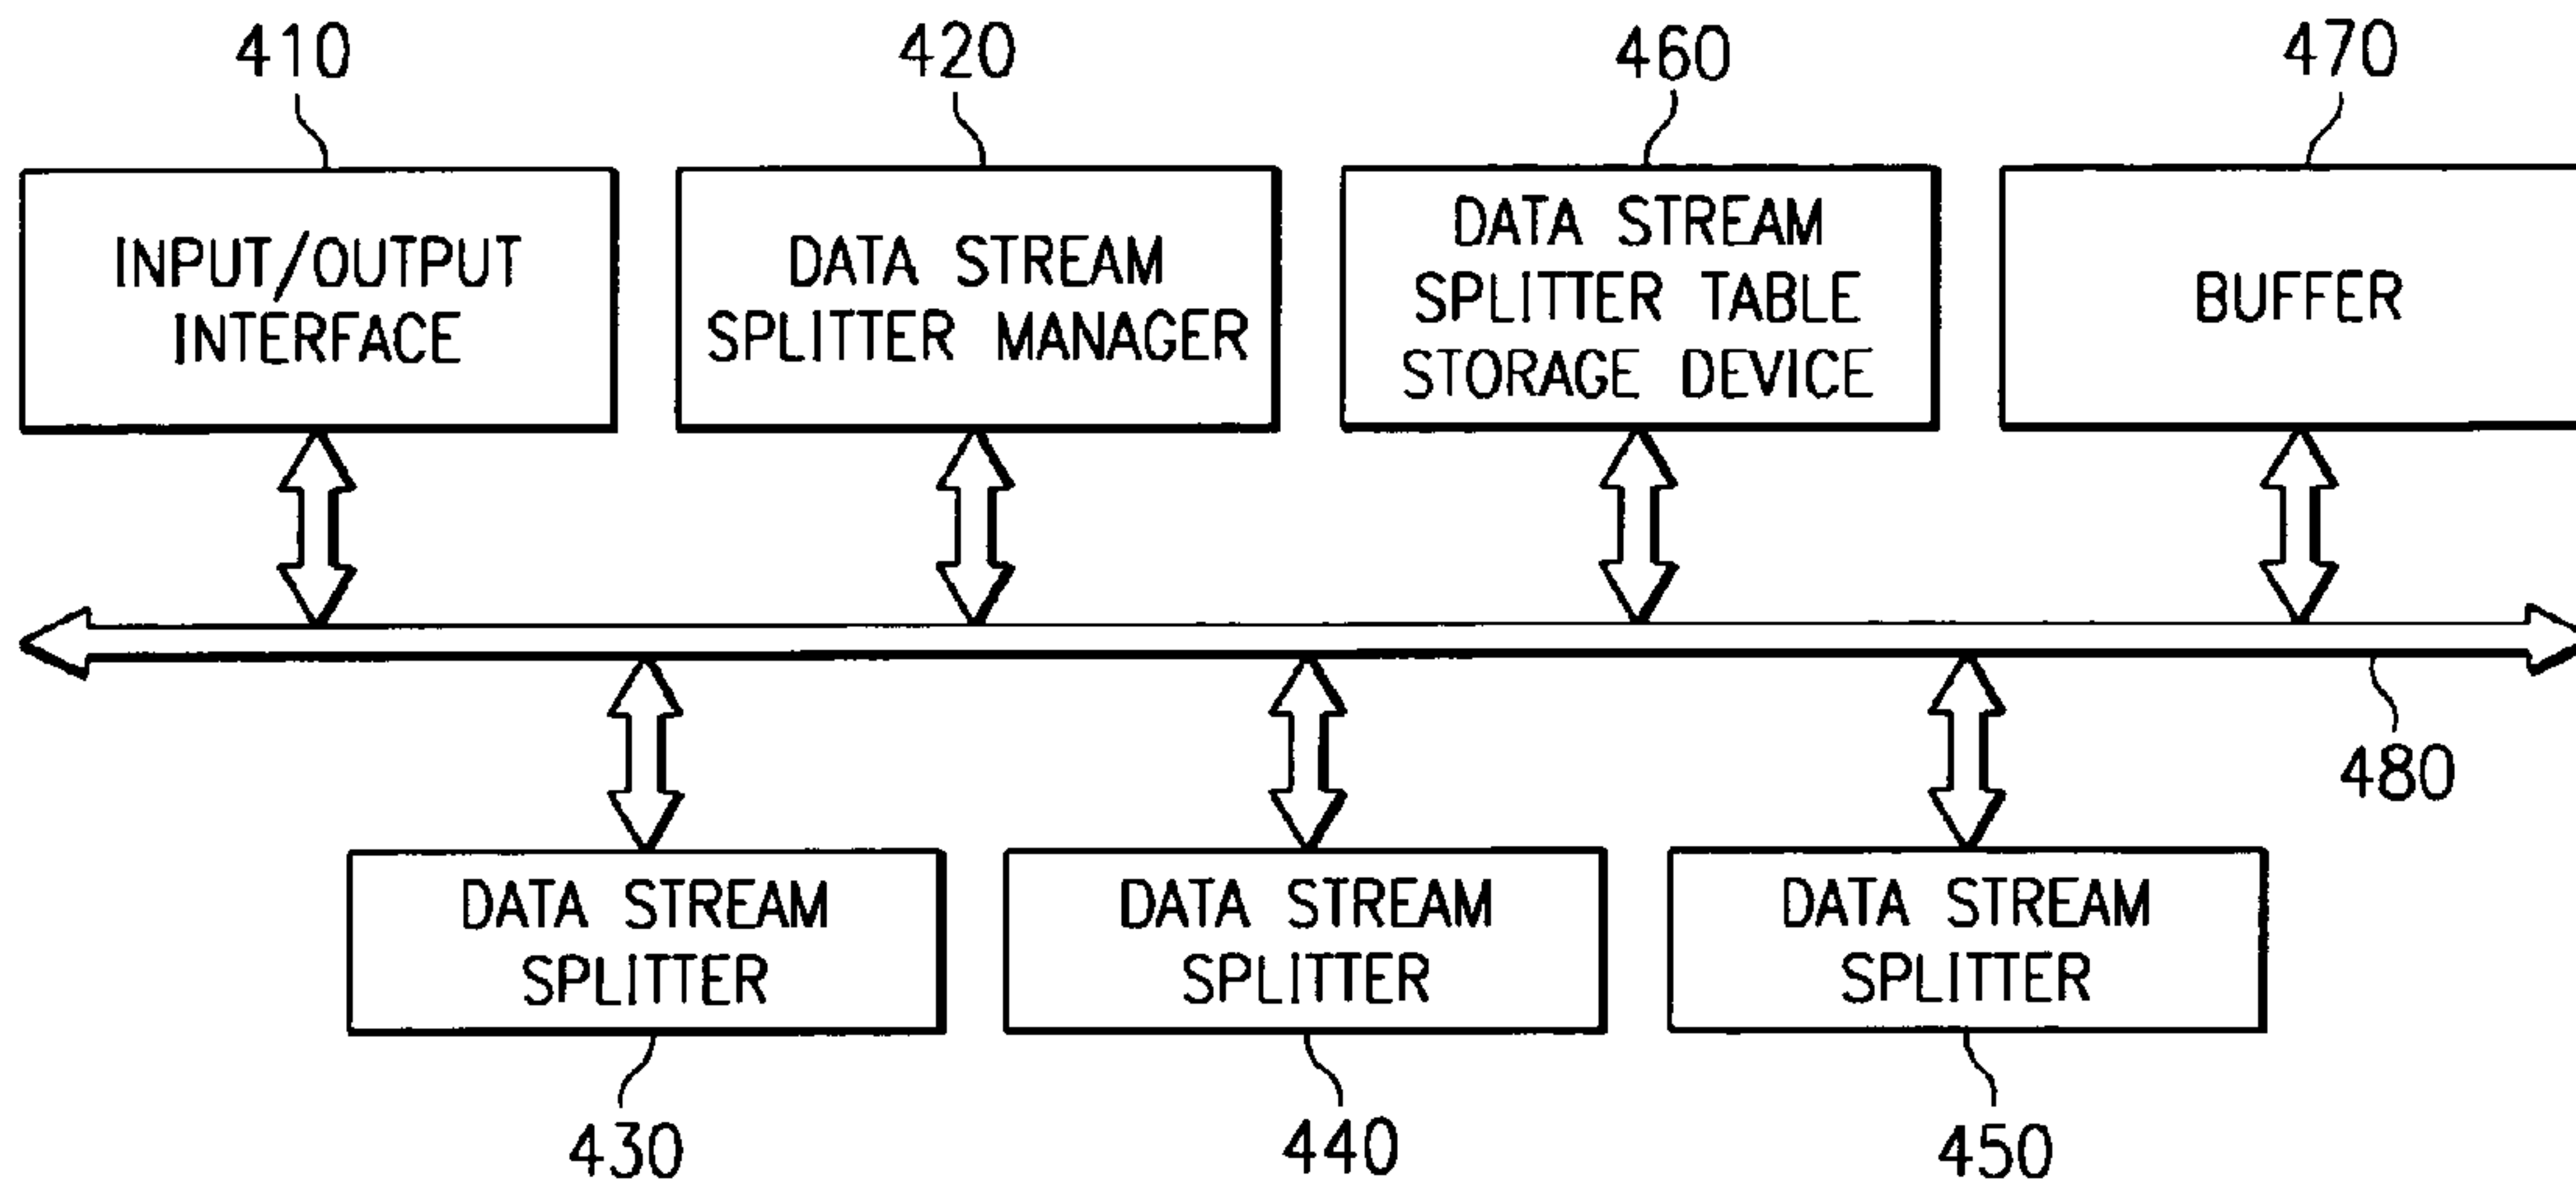 410
420
460
470
INPUT/OUTPUT
INTERFACE
DATA STREAM
SPLITTER MANAGER
DATA STREAM
SPLITTER TABLE
STORAGE DEVICE
BUFFER
480
DATA STREAM
SPLITTER
DATA STREAM
SPLITTER
DATA STREAM
SPLITTER
430
440
450